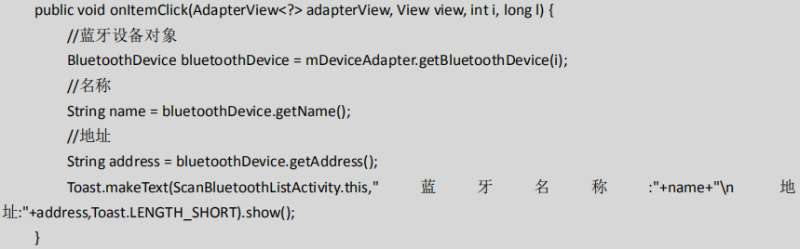 public void onItemClick(AdapterView<?> adapterView, View view, int i, long l) {
//蓝牙设备对象
BluetoothDevice bluetoothDevice = mDeviceAdapter.getBluetoothDevice(i);
//名称
String name = bluetoothDevice.getName();
//地址
String address = bluetoothDevice.getAddress();
Toast.makeText(ScanBluetoothListActivity.this," 蓝 牙 名 称 :"+name+"\n 地
址:"+address,Toast.LENGTH_SHORT).show();
}